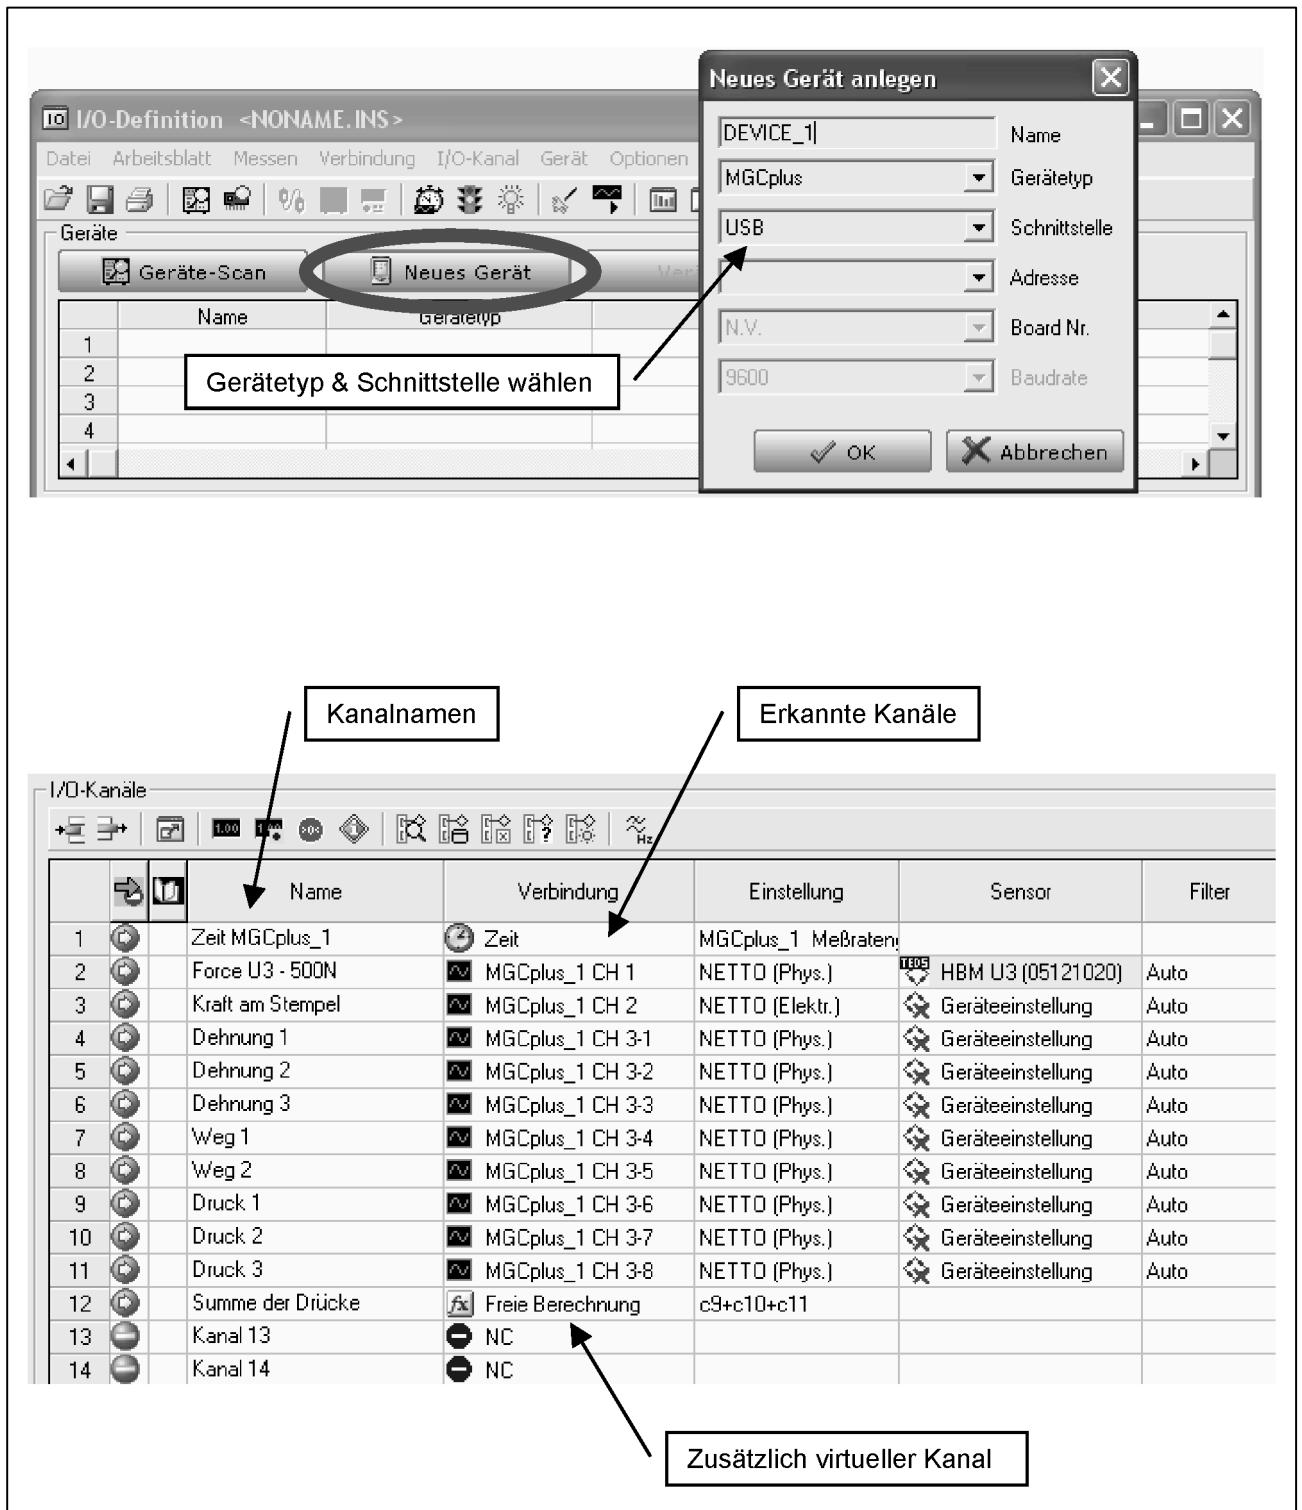 Neues Gerät anlegen
I/O-Definition <NONAME.INS>
Datei Arbeitsblatt Messen Verbindung I/O-Kanal Gerät Optionen
DEVICE_1 Name
MGCplus Gerätetyp
USB Schnittstelle
Adresse
N.V. Board Nr.
9600 Baudrate
OK Abbrechen
Geräte
Geräte-Scan Neues Gerät
Name Gerätetyp
1
2
3
4
Gerätetyp & Schnittstelle wählen
Kanalnamen Erkannte Kanäle
I/O-Kanäle
Name Verbindung Einstellung Sensor Filter
1 Zeit MGCplus_1 Zeit MGCplus_1 Meßraten
2 Force U3 - 500N MGCplus_1 CH 1 NETTO (Phys.) TEDS HBM U3 (05121020) Auto
3 Kraft am Stempel MGCplus_1 CH 2 NETTO (Elektr.) Geräteeinstellung Auto
4 Dehnung 1 MGCplus_1 CH 3-1 NETTO (Phys.) Geräteeinstellung Auto
5 Dehnung 2 MGCplus_1 CH 3-2 NETTO (Phys.) Geräteeinstellung Auto
6 Dehnung 3 MGCplus_1 CH 3-3 NETTO (Phys.) Geräteeinstellung Auto
7 Weg 1 MGCplus_1 CH 3-4 NETTO (Phys.) Geräteeinstellung Auto
8 Weg 2 MGCplus_1 CH 3-5 NETTO (Phys.) Geräteeinstellung Auto
9 Druck 1 MGCplus_1 CH 3-6 NETTO (Phys.) Geräteeinstellung Auto
10 Druck 2 MGCplus_1 CH 3-7 NETTO (Phys.) Geräteeinstellung Auto
11 Druck 3 MGCplus_1 CH 3-8 NETTO (Phys.) Geräteeinstellung Auto
12 Summe der Drücke fx Freie Berechnung c9+c10+c11
13 Kanal 13 NC
14 Kanal 14 NC
Zusätzlich virtueller Kanal